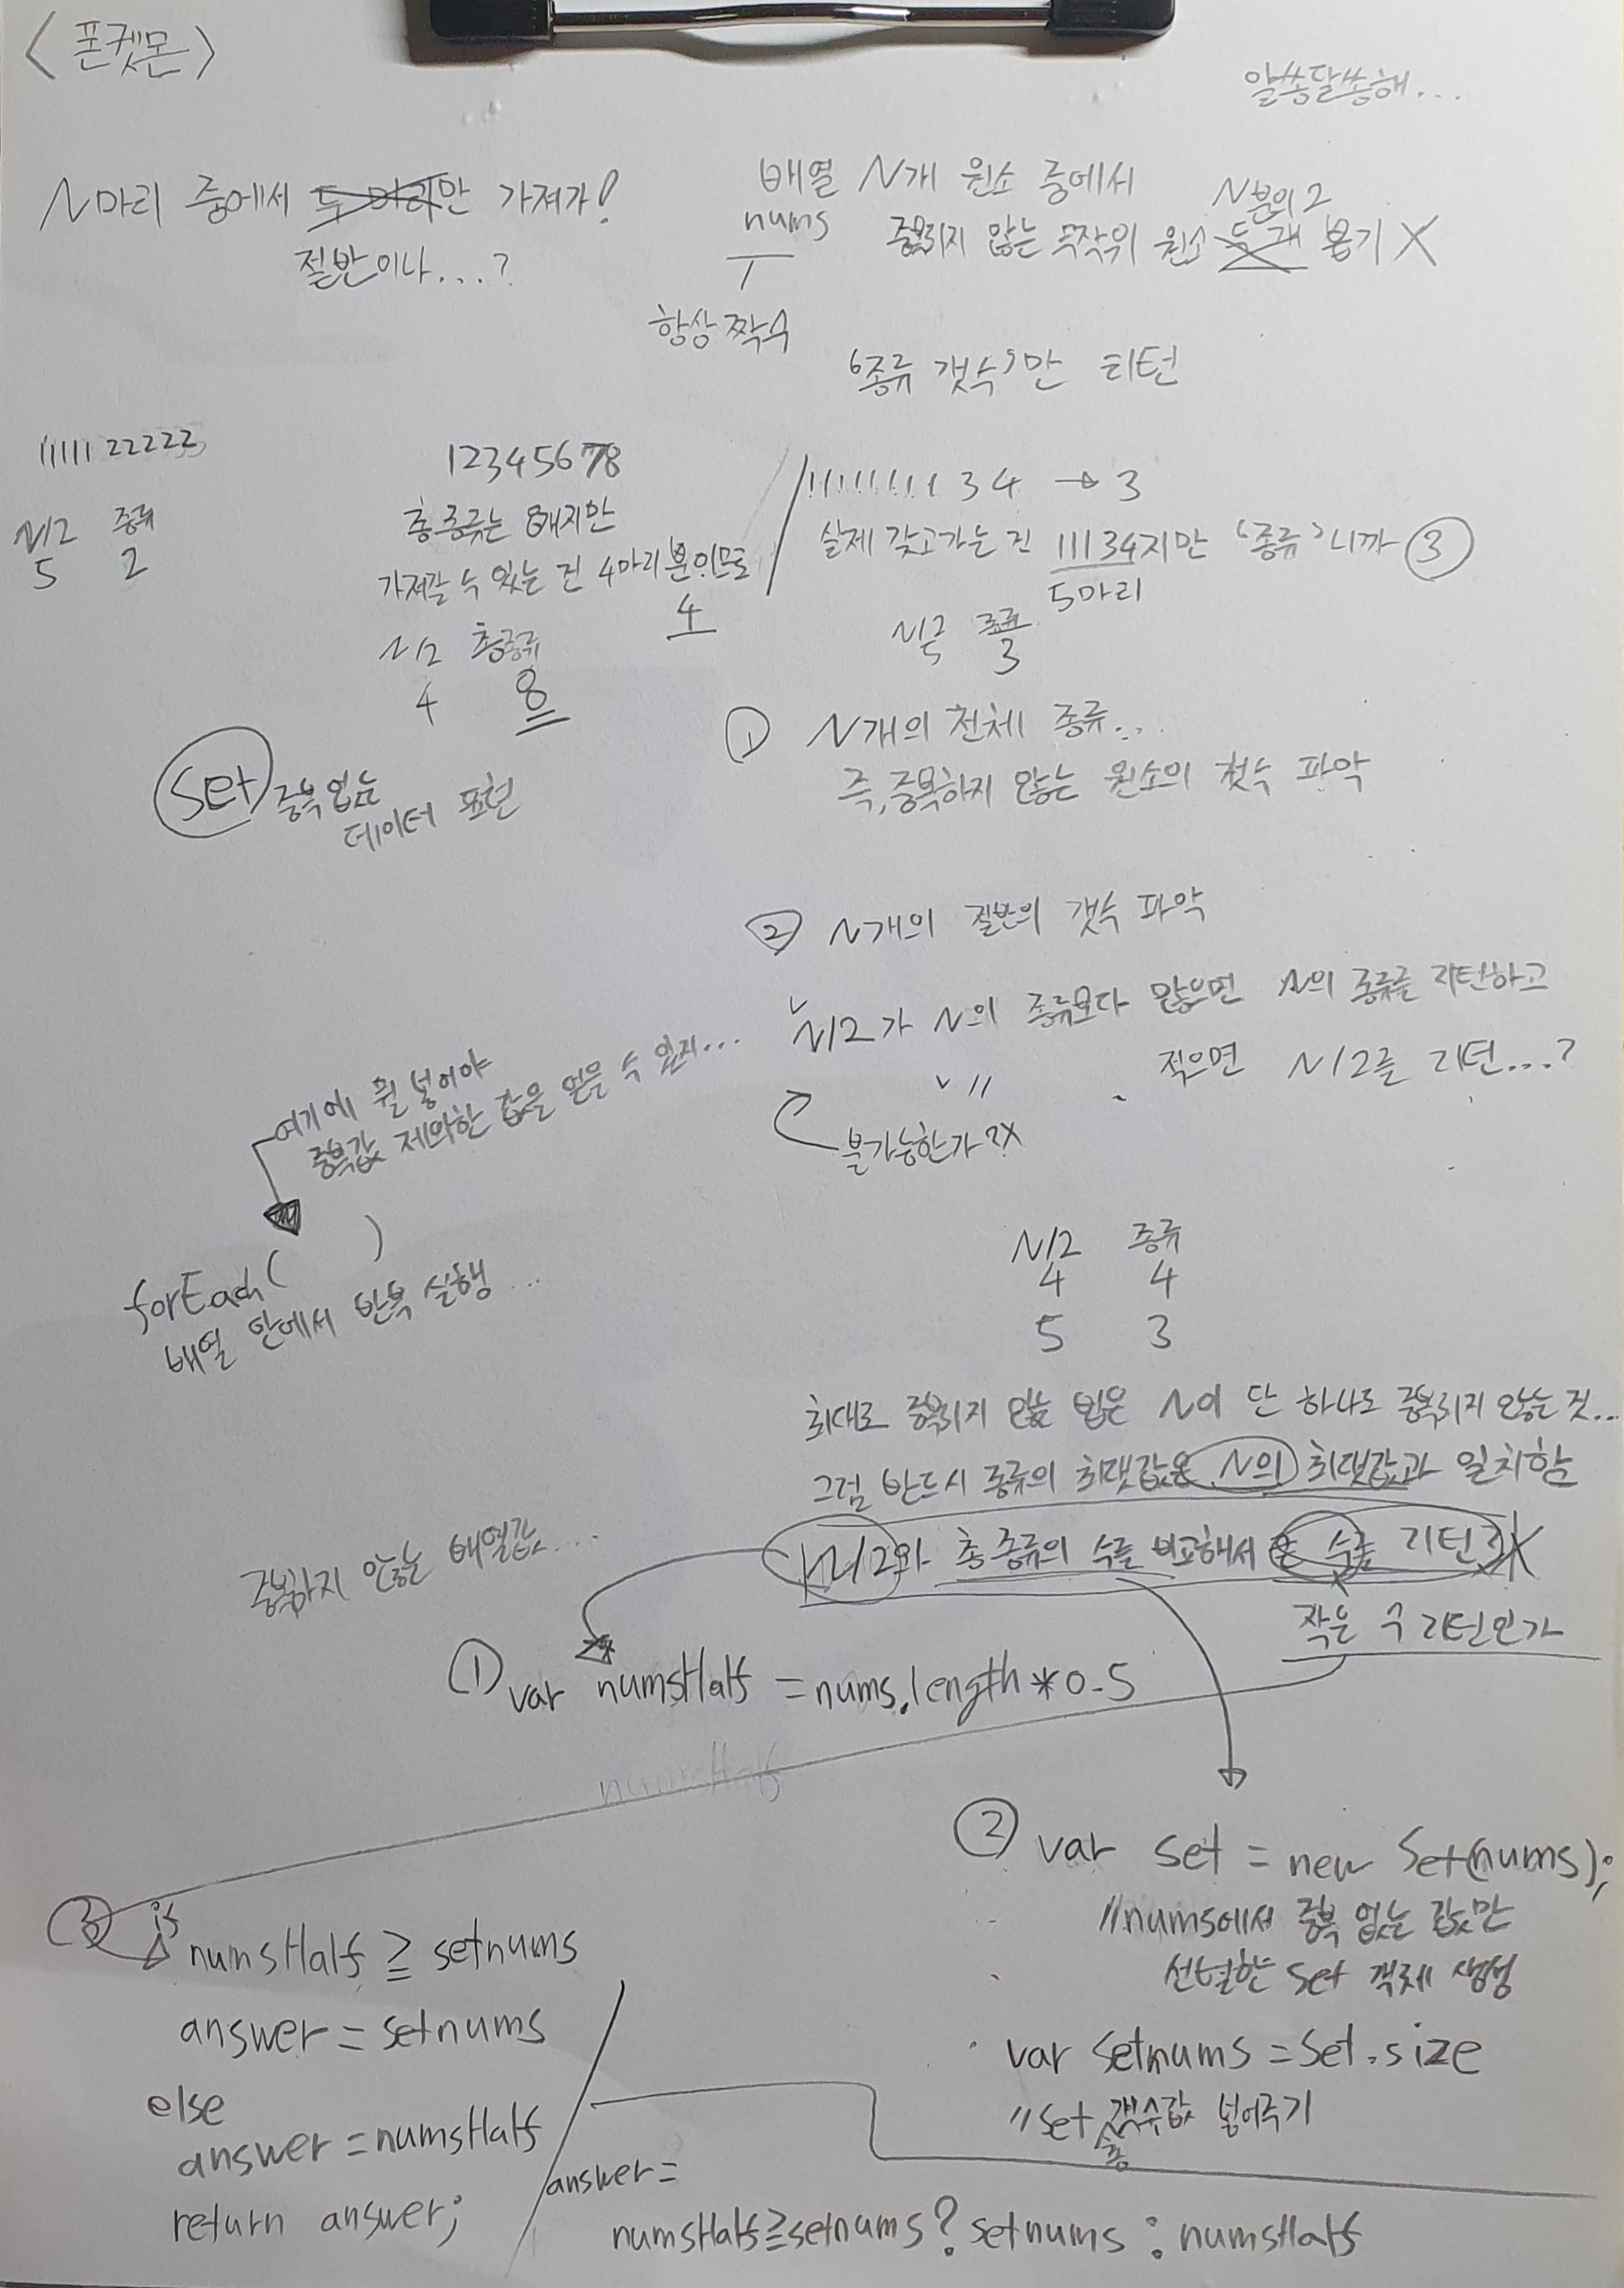 <폰켓몬>
알쏭달쏭해...
N마리 중에서 두 마리만 가져가!
절반이나...?
배열 N개 원소 중에서
nums
N분의 2
중복되지 않는 무작위 원소 두 개 뽑기 X
항상 짝수
'종류 갯수'만 리턴
11111 22222
N/2 종류
5 2
12345678
총 종류는 8개지만
가져갈 수 있는 건 4마리 분이므로
4
N/2 총종류
4 8
11111111 34 → 3
실제 갖고가는 건 11134지만 '종류'니까 ③
5마리
N/2 종류
5 3
① N개의 전체 종류...
즉, 중복하지 않는 원소의 갯수 파악
set 중복 없는
데이터 표현
② N개의 절반의 갯수 파악
N/2가 N의 종류보다 많으면 N의 종류를 리턴하고
〃 적으면 N/2를 리턴...?
불가능한가?X
여기에 뭘 넣어야
중복값 제외한 값을 얻을 수 있지...
forEach( )
배열 안에서 반복 실행...
N/2 종류
4 4
5 3
최대로 중복되지 않는 법은 N이 단 하나도 중복되지 않는 것...
그럼 반드시 종류의 최댓값은 N의 최댓값과 일치함
중복하지 않는 배열값....
N/2와 총 종류의 수를 비교해서 큰 수를 리턴? X
작은 수 리턴인가
① var numsHalf = nums.length*0.5
numsHalf
② var set = new Set(nums);
//nums에서 중복 없는 값만
선별한 set 객체 생성
var setnums = set.size
//set 총 갯수값 넣어주기
③ if
numsHalf ≥ setnums
answer = setnums
else
answer = numsHalf
return answer;
answer =
numsHalf≥setnums? setnums : numsHalf